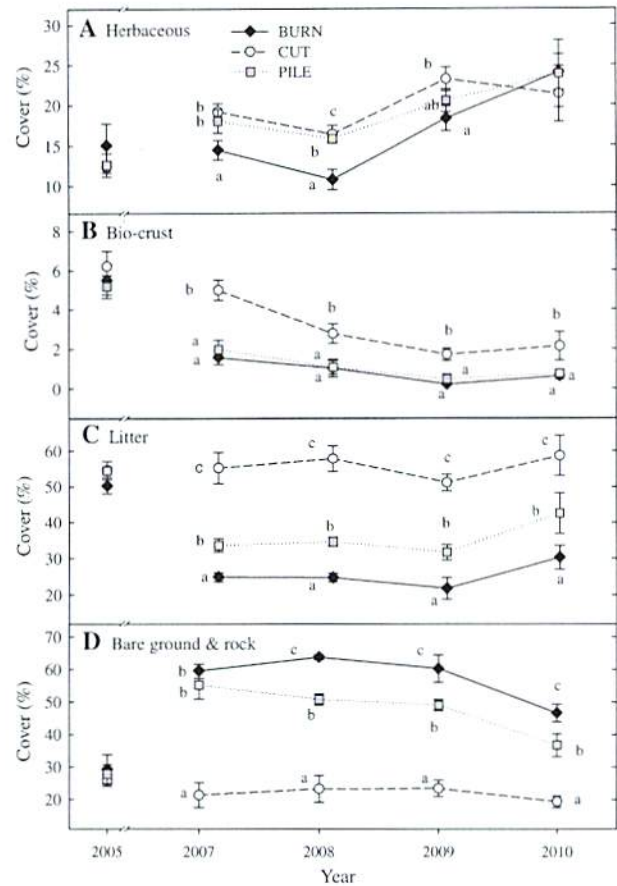 A Herbaceous
BURN
CUT
PILE
Cover (%)
30
25
20
15
10
b
b
a
c
b
a
b
ab
a
B Bio-crust
Cover (%)
8
6
4
2
0
b
a
a
b
a
a
b
a
a
b
a
a
C Litter
Cover (%)
60
50
40
30
20
c
b
a
c
b
a
c
b
a
c
b
a
D Bare ground & rock
Cover (%)
70
60
50
40
30
20
b
b
a
c
b
a
c
b
a
c
b
a
2005 2007 2008 2009 2010
Year